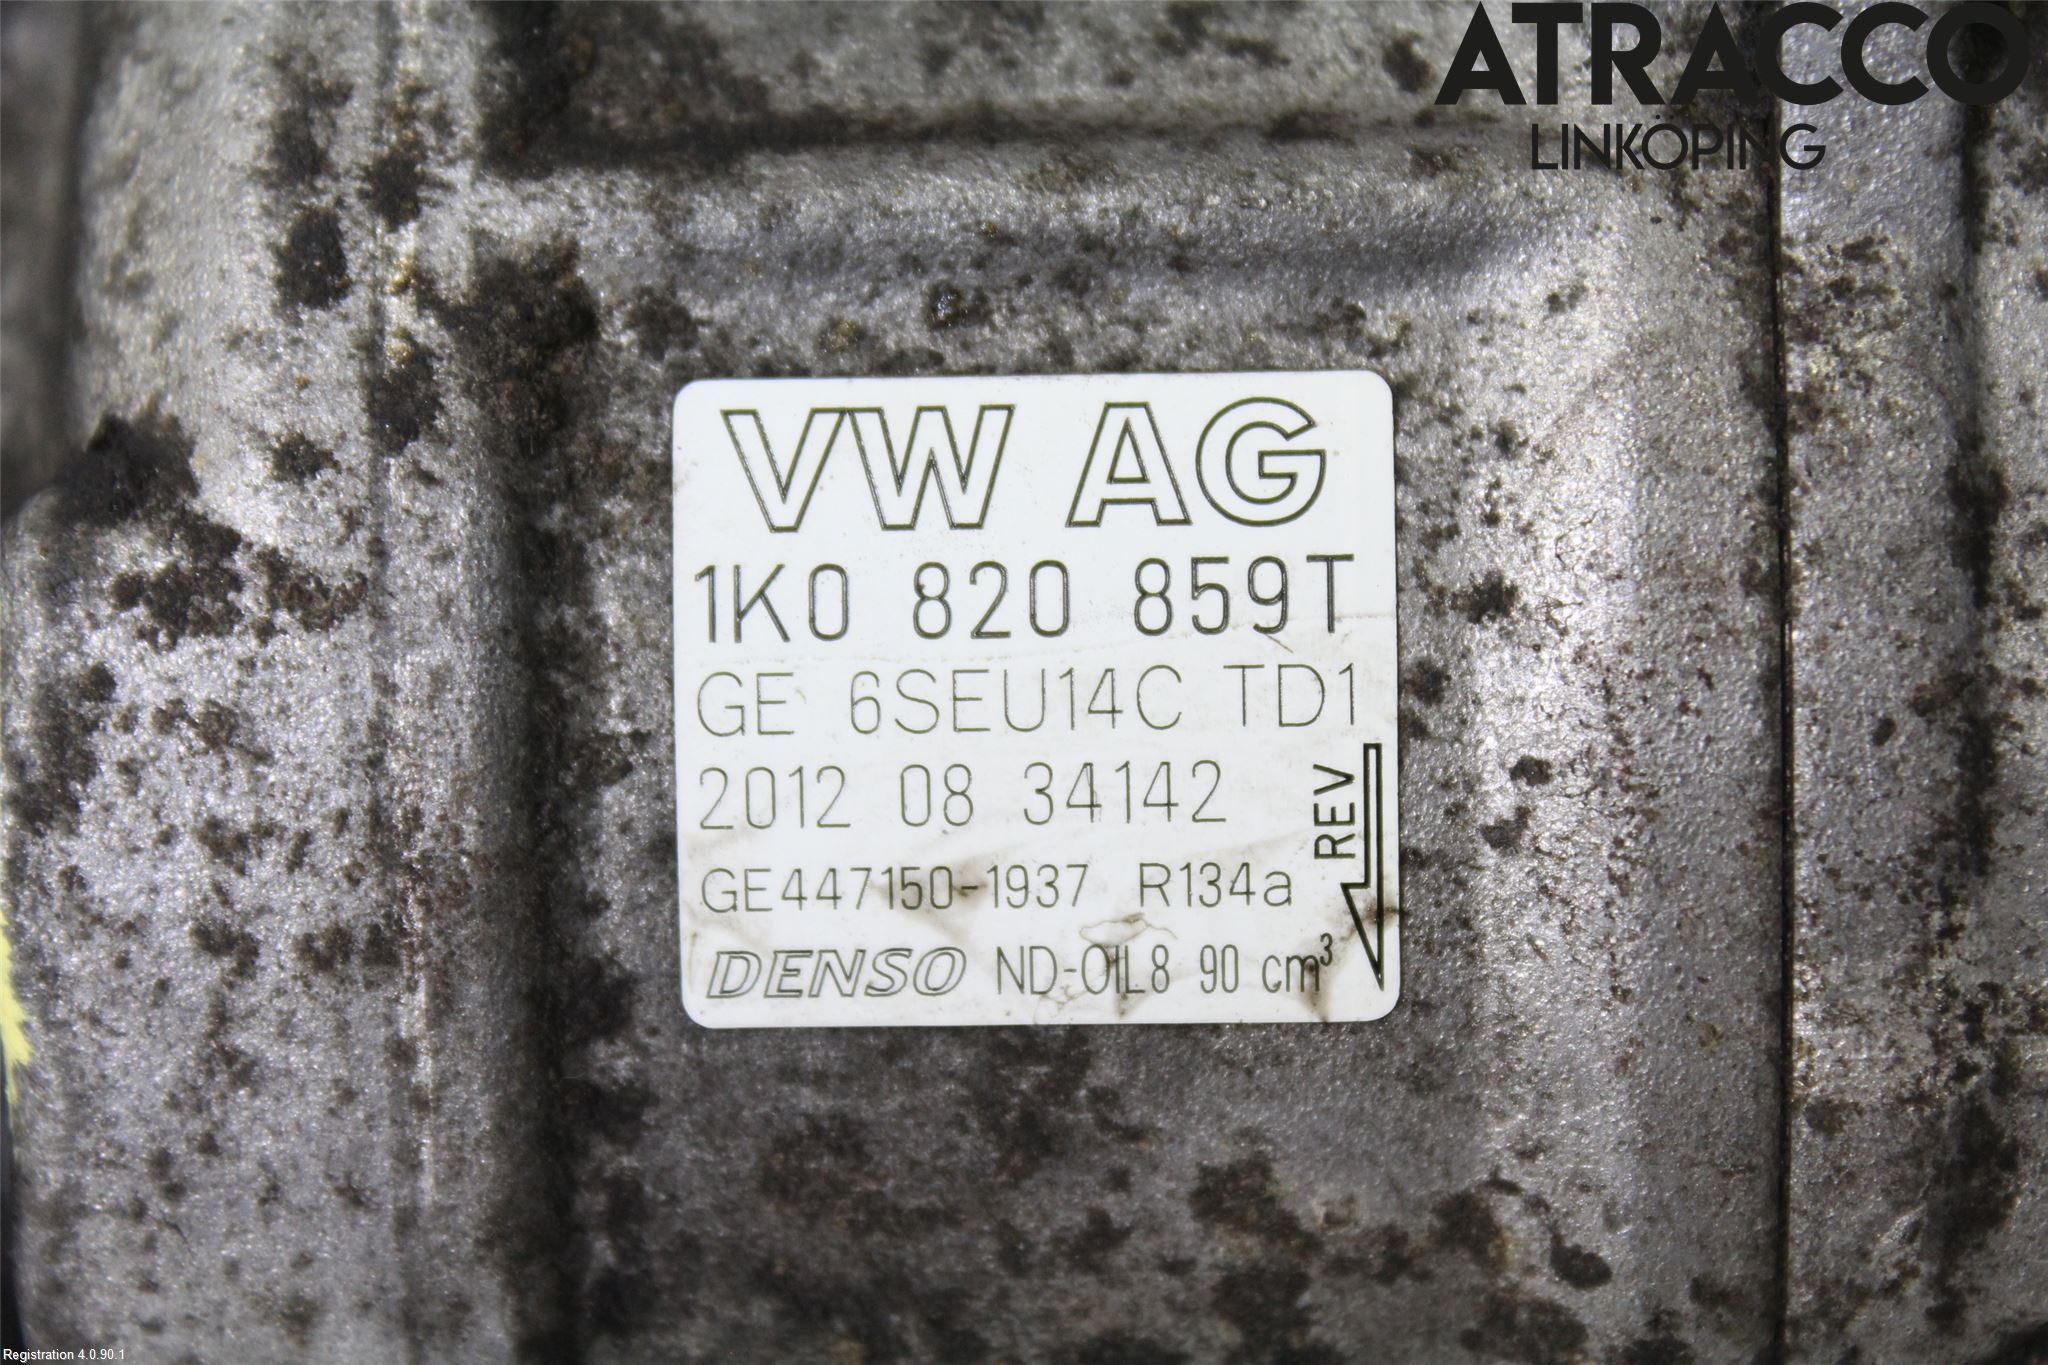 ATRACCO
LINKÖPING
VW AG
1K0 820 859T
GE 6SEU14C TD1
2012 08 34142
REV
GE447150-1937 R134a
DENSO ND-OIL8 90 cm³
Registration 4.0.90.1